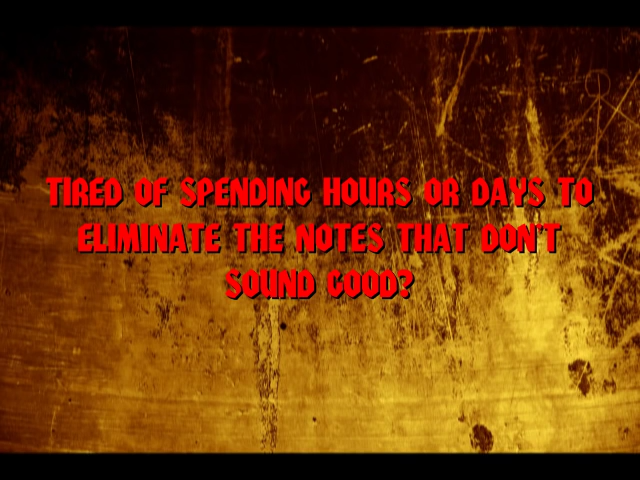 TIRED OF SPENDING HOURS OR DAYS TO
ELIMINATE THE NOTES THAT DON'T
SOUND GOOD?